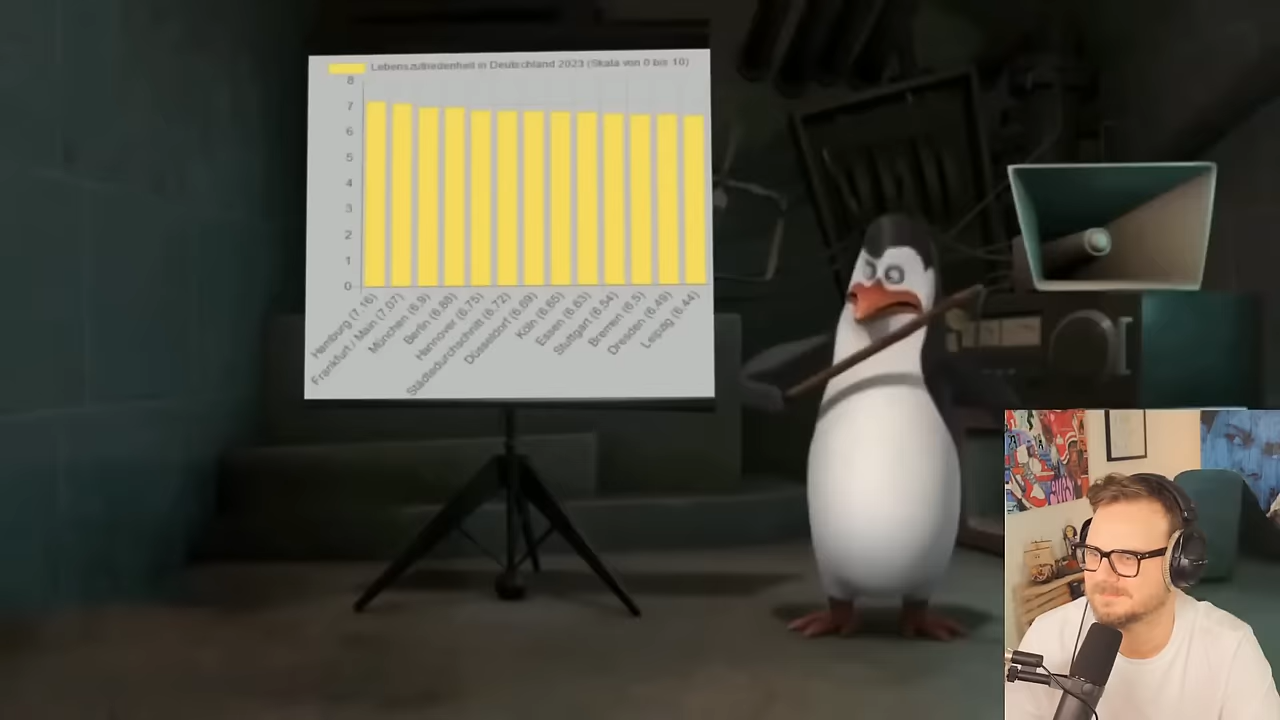 Lebenszufriedenheit in Deutschland 2023 (Skala von 0 bis 10)
8
7
6
5
4
3
2
1
0
Hamburg (7.16)
Frankfurt / Main (7.07)
München (6.9)
Berlin (6.88)
Hannover (6.75)
Städtedurchschnitt (6.72)
Düsseldorf (6.69)
Köln (6.65)
Essen (6.63)
Stuttgart (6.54)
Bremen (6.5)
Dresden (6.49)
Leipzig (6.44)